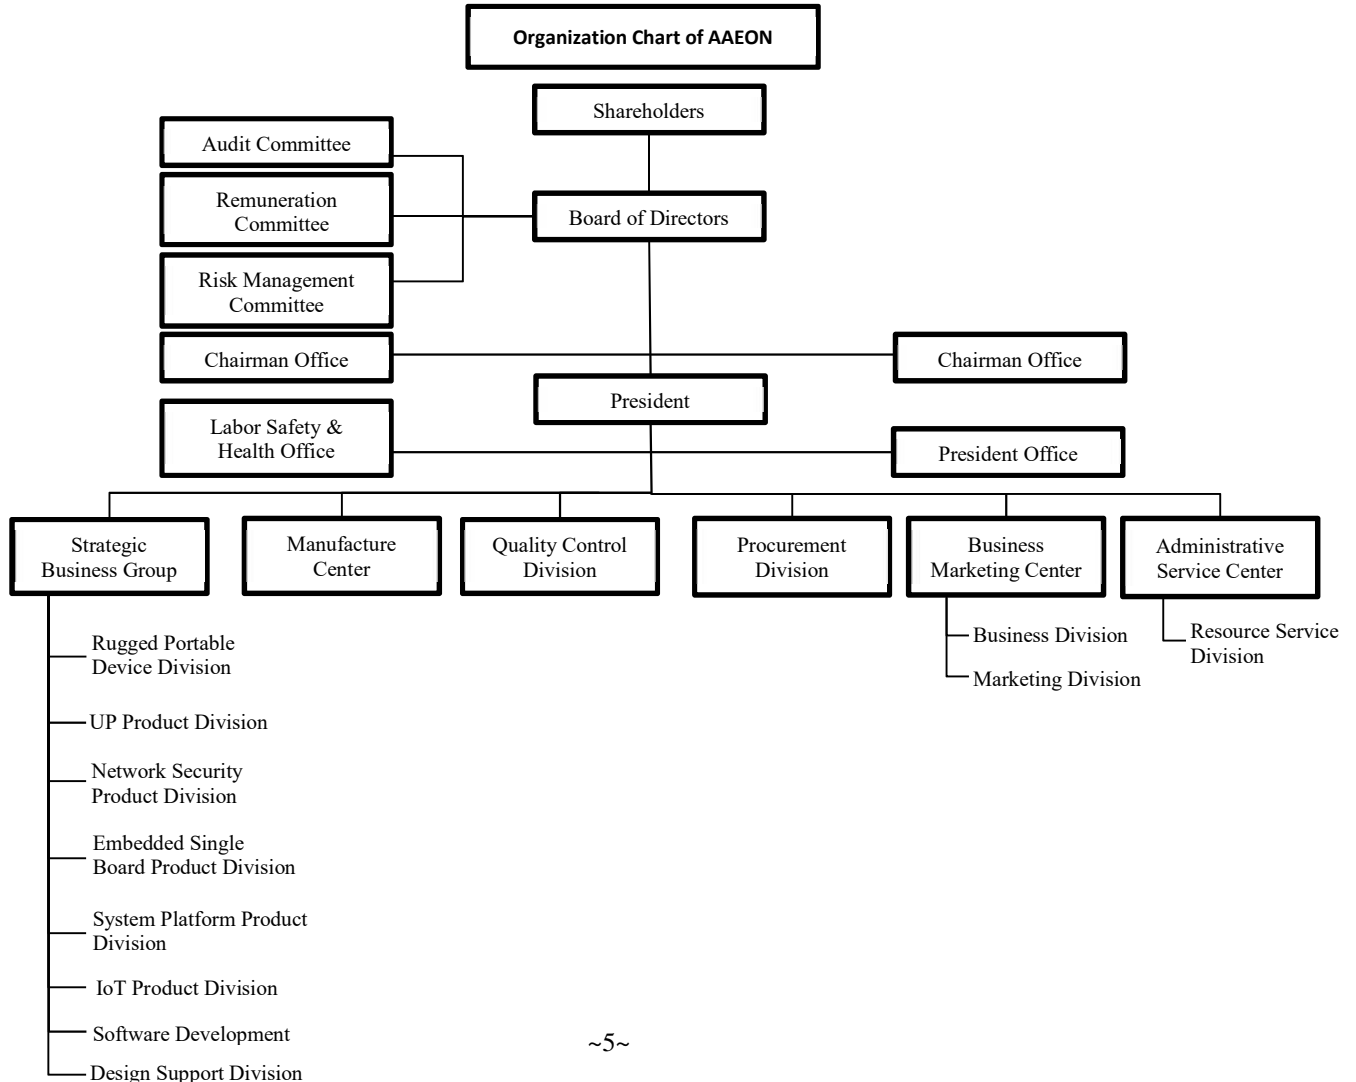 Organization Chart of AAEON
Shareholders
Audit Committee
Remuneration
Committee
Board of Directors
Risk Management
Committee
Chairman Office
Chairman Office
President
Labor Safety &
Health Office
President Office
Strategic
Business Group
Manufacture
Center
Quality Control
Division
Procurement
Division
Business
Marketing Center
Administrative
Service Center
Rugged Portable
Device Division
UP Product Division
Network Security
Product Division
Embedded Single
Board Product Division
System Platform Product
Division
IoT Product Division
Software Development
Design Support Division
Business Division
Marketing Division
Resource Service
Division
~5~